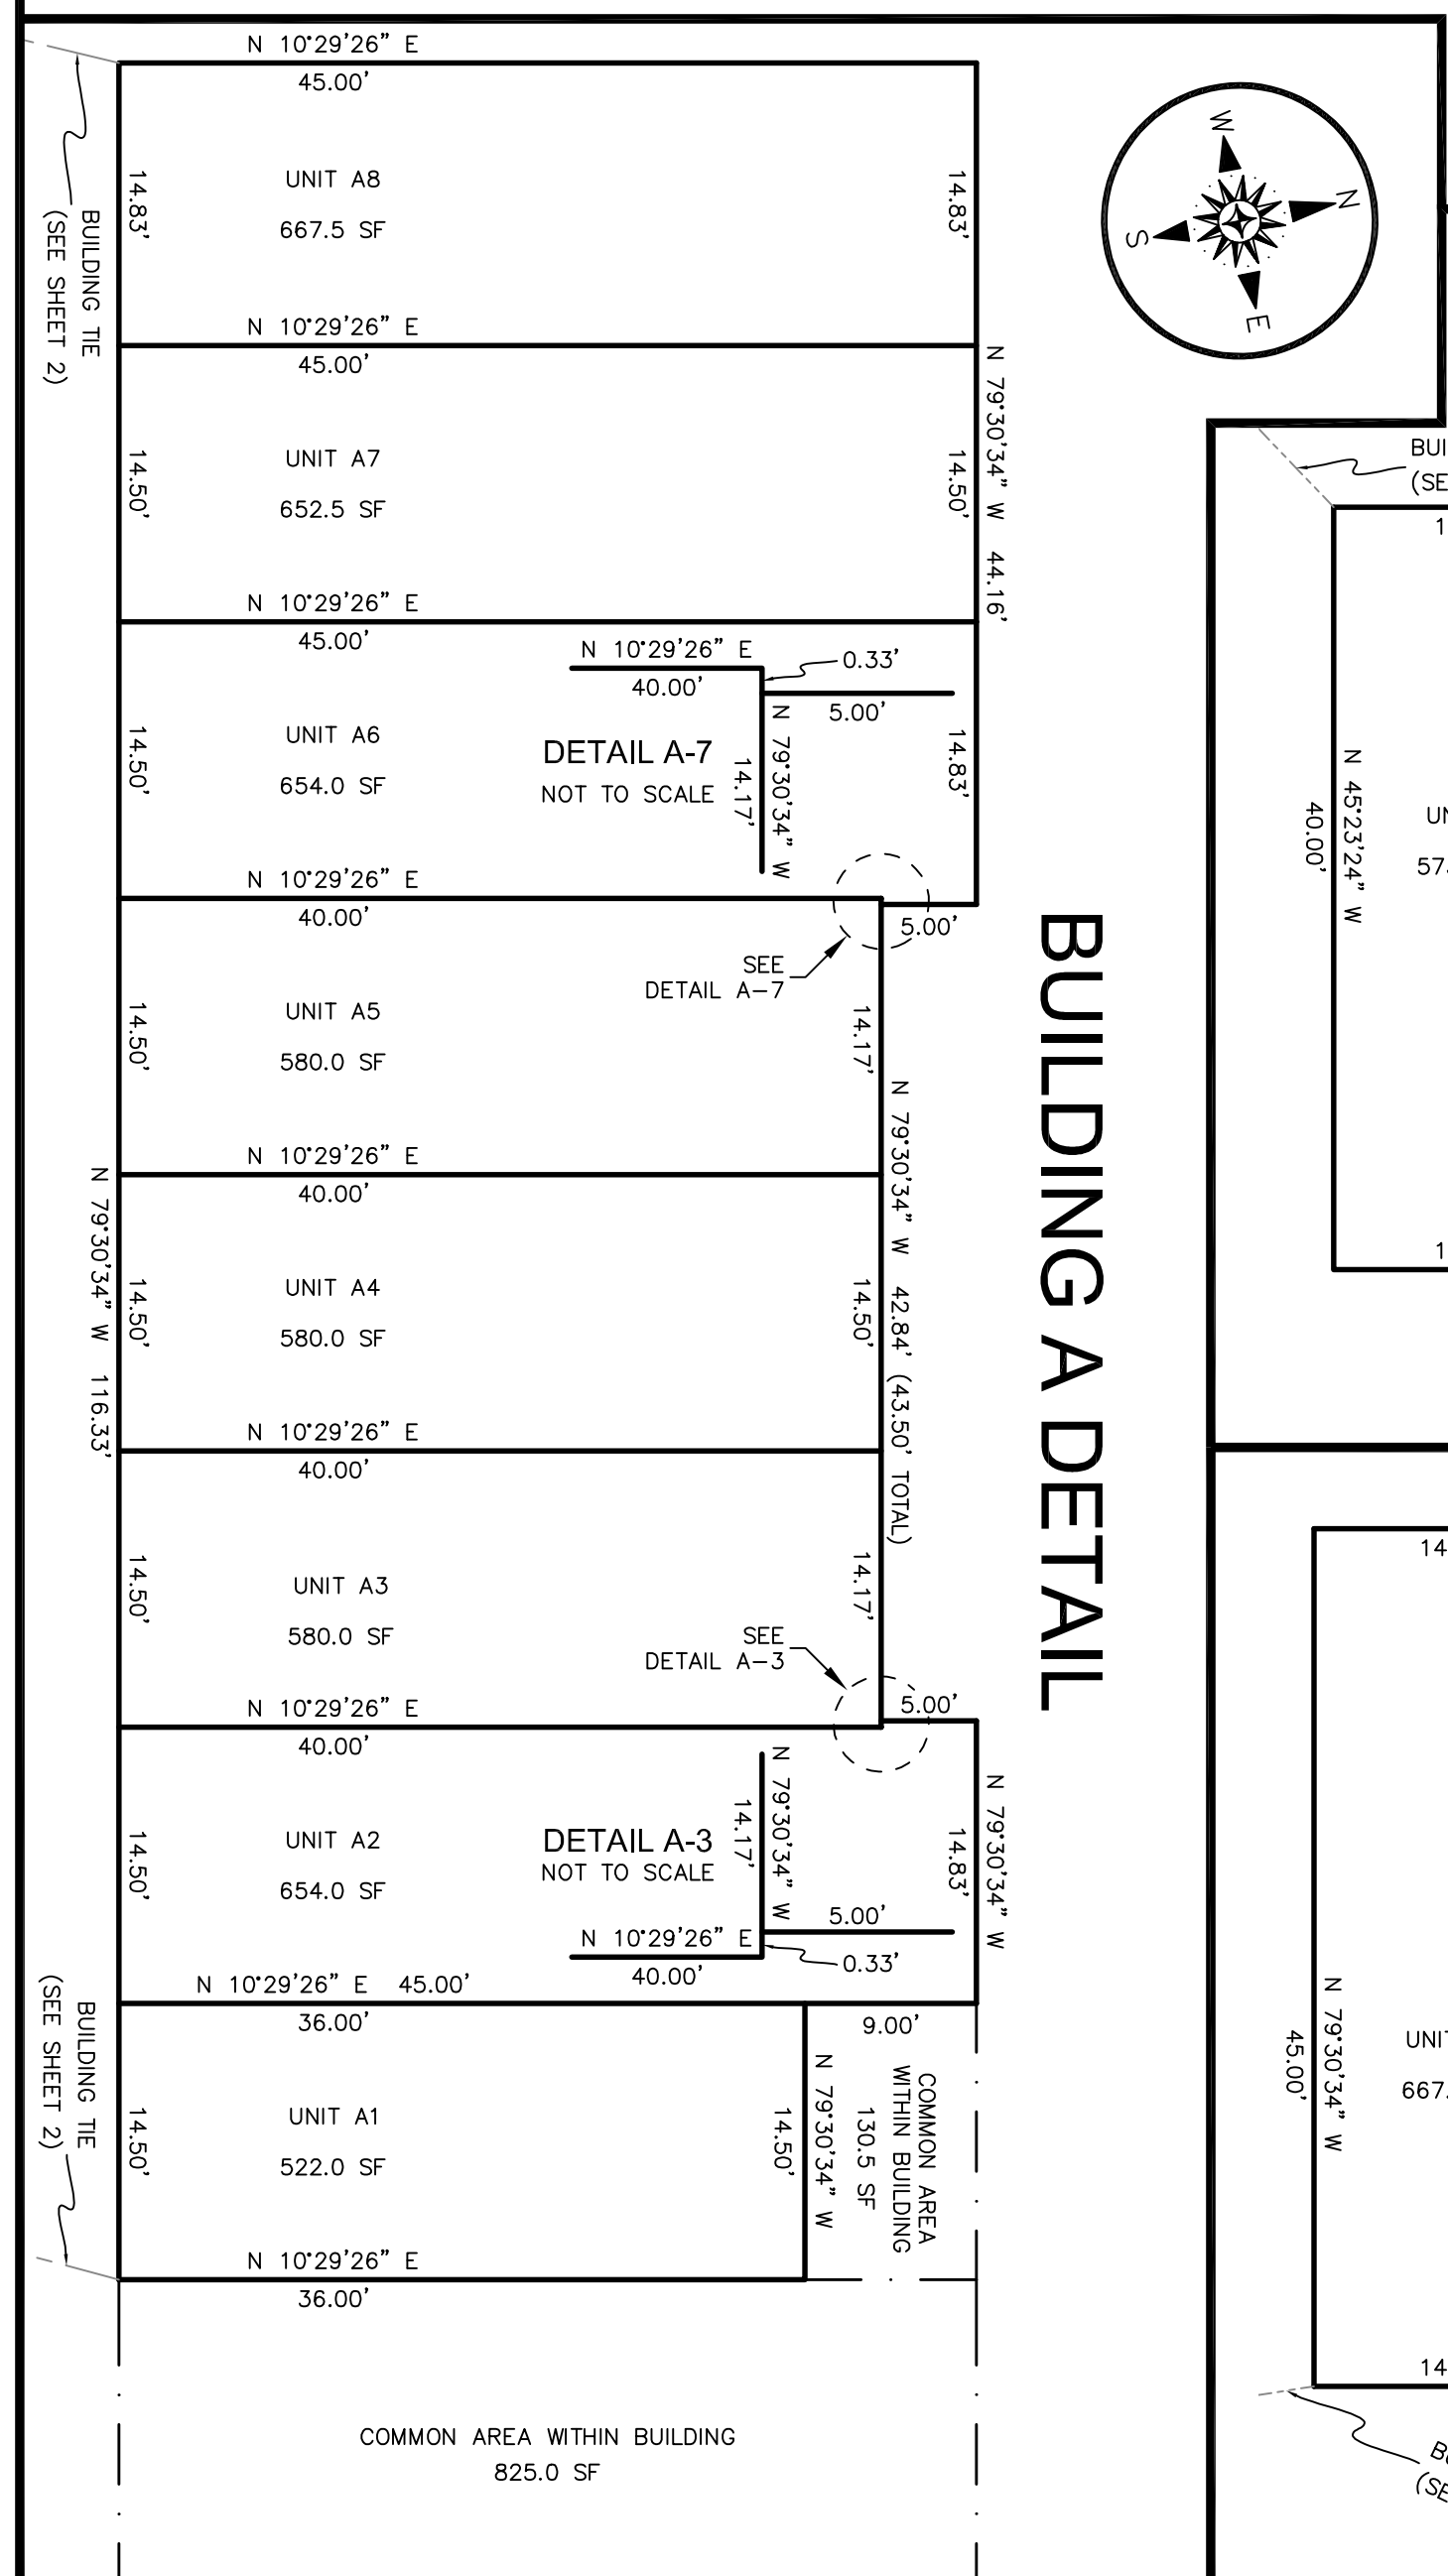 N 10°29'26" E
45.00'
14.83'
UNIT A8
667.5 SF
14.83'
BUILDING TIE
(SEE SHEET 2)
W
N
S
E
N 10°29'26" E
45.00'
N 79°30'34" W 44.16'
14.50'
UNIT A7
652.5 SF
14.50'
N 10°29'26" E
45.00'
N 10°29'26" E
0.33'
40.00'
5.00'
14.50'
UNIT A6
654.0 SF
DETAIL A-7
NOT TO SCALE
14.17'
N 79°30'34" W
14.83'
N 10°29'26" E
40.00'
5.00'
SEE
DETAIL A-7
14.50'
UNIT A5
580.0 SF
14.17'
BUILDING A DETAIL
N 10°29'26" E
40.00'
N 79°30'34" W 42.84' (43.50' TOTAL)
N 79°30'34" W 116.33'
14.50'
UNIT A4
580.0 SF
14.50'
N 10°29'26" E
40.00'
14.50'
UNIT A3
580.0 SF
14.17'
SEE
DETAIL A-3
N 10°29'26" E
40.00'
5.00'
14.50'
UNIT A2
654.0 SF
DETAIL A-3
NOT TO SCALE
14.17'
N 79°30'34" W
14.83'
N 79°30'34" W
5.00'
N 10°29'26" E
0.33'
40.00'
N 10°29'26" E 45.00'
36.00'
9.00'
BUILDING TIE
(SEE SHEET 2)
14.50'
UNIT A1
522.0 SF
14.50'
N 79°30'34" W
COMMON AREA
WITHIN BUILDING
130.5 SF
N 10°29'26" E
36.00'
COMMON AREA WITHIN BUILDING
825.0 SF
N 45°23'24" W
40.00'
N 79°30'34" W
45.00'